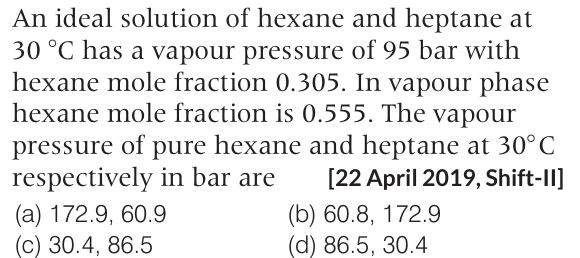 An ideal solution of hexane and heptane at
30 °C has a vapour pressure of 95 bar with
hexane mole fraction 0.305. In vapour phase
hexane mole fraction is 0.555. The vapour
pressure of pure hexane and heptane at 30°C
respectively in bar are [22 April 2019, Shift-II]
(a) 172.9, 60.9 (b) 60.8, 172.9
(c) 30.4, 86.5 (d) 86.5, 30.4